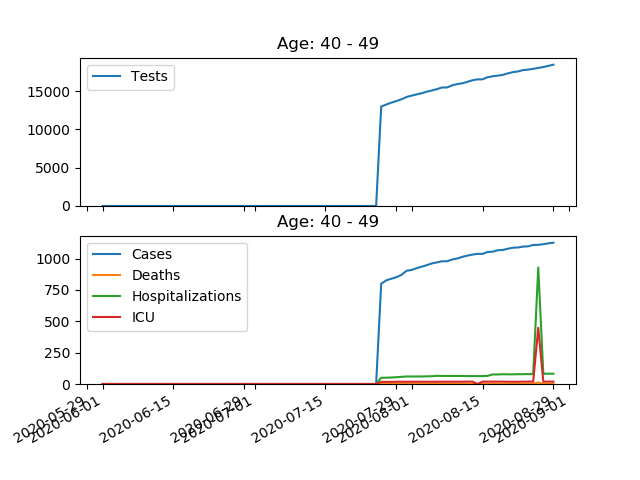 Age: 40 - 49
Tests
15000
10000
5000
0
Age: 40 - 49
Cases
Deaths
Hospitalizations
ICU
1000
750
500
250
0
2020-05-29
2020-06-01
2020-06-15
2020-06-29
2020-07-01
2020-07-15
2020-07-29
2020-08-01
2020-08-15
2020-08-29
2020-09-01